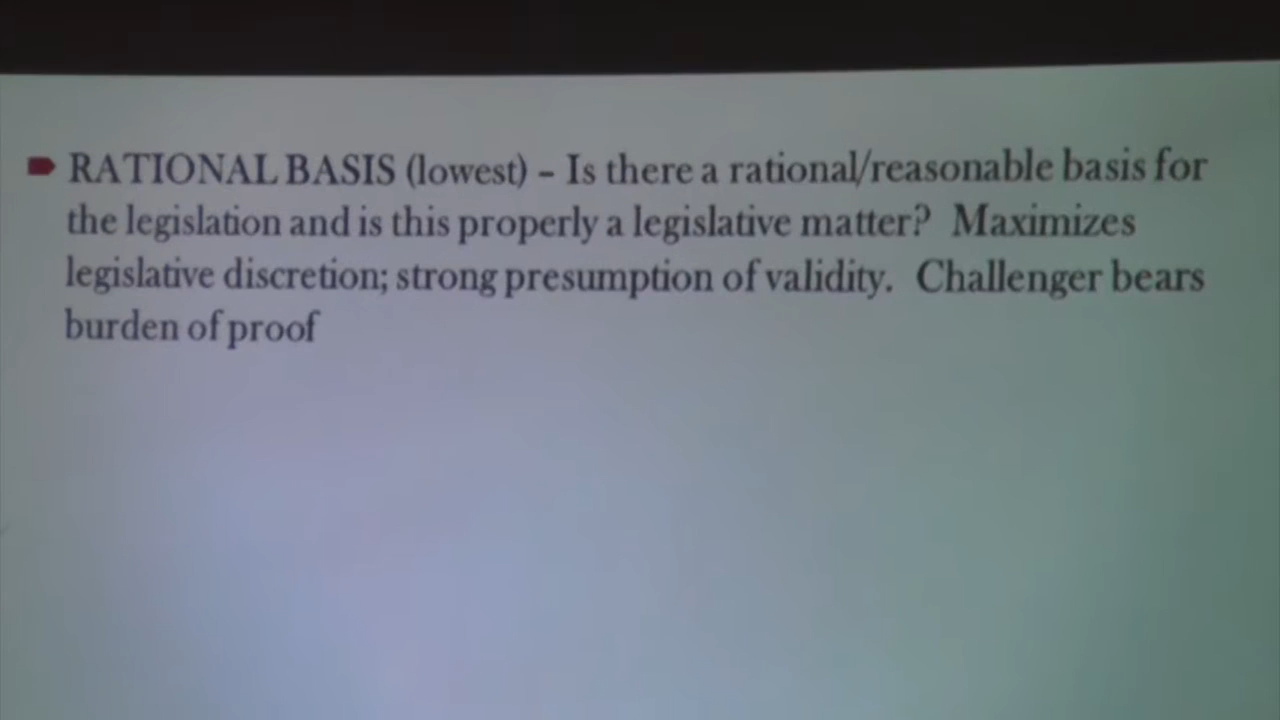 RATIONAL BASIS (lowest) – Is there a rational/reasonable basis for
the legislation and is this properly a legislative matter?  Maximizes
legislative discretion; strong presumption of validity.  Challenger bears
burden of proof